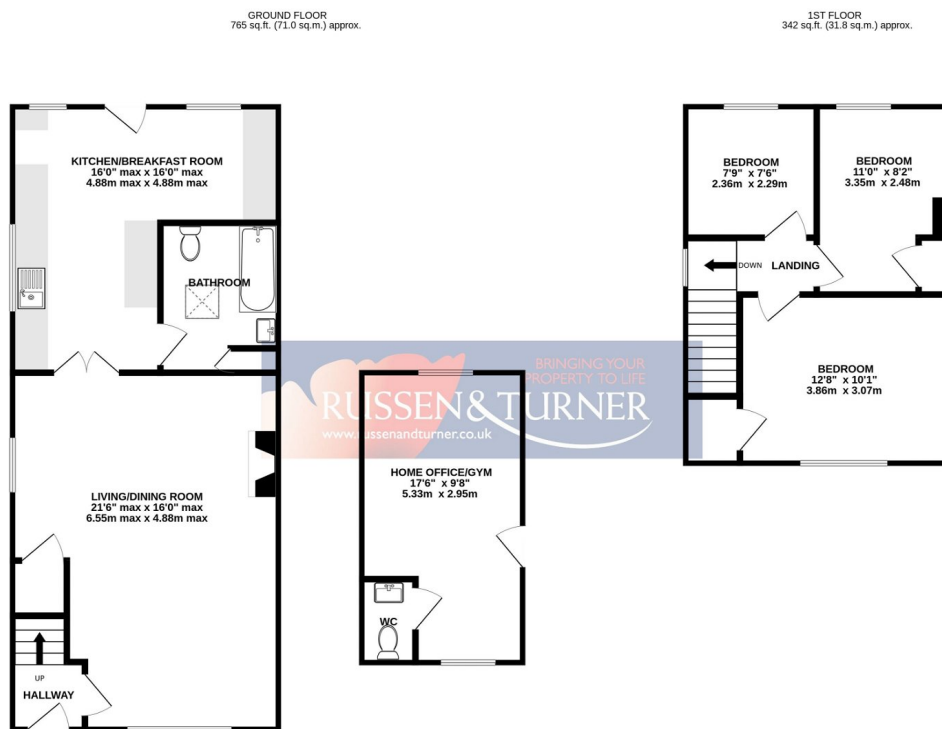 GROUND FLOOR
765 sq.ft. (71.0 sq.m.) approx.
1ST FLOOR
342 sq.ft. (31.8 sq.m.) approx.
KITCHEN/BREAKFAST ROOM
16'0" max x 16'0" max
4.88m max x 4.88m max
BATHROOM
LIVING/DINING ROOM
21'6" max x 16'0" max
6.55m max x 4.88m max
UP
HALLWAY
HOME OFFICE/GYM
17'6" x 9'8"
5.33m x 2.95m
WC
BEDROOM
7'9" x 7'6"
2.36m x 2.29m
BEDROOM
11'0" x 8'2"
3.35m x 2.48m
DOWN
LANDING
BEDROOM
12'8" x 10'1"
3.86m x 3.07m
BRINGING YOUR
PROPERTY TO LIFE
RUSSEN & TURNER
www.russenandturner.co.uk